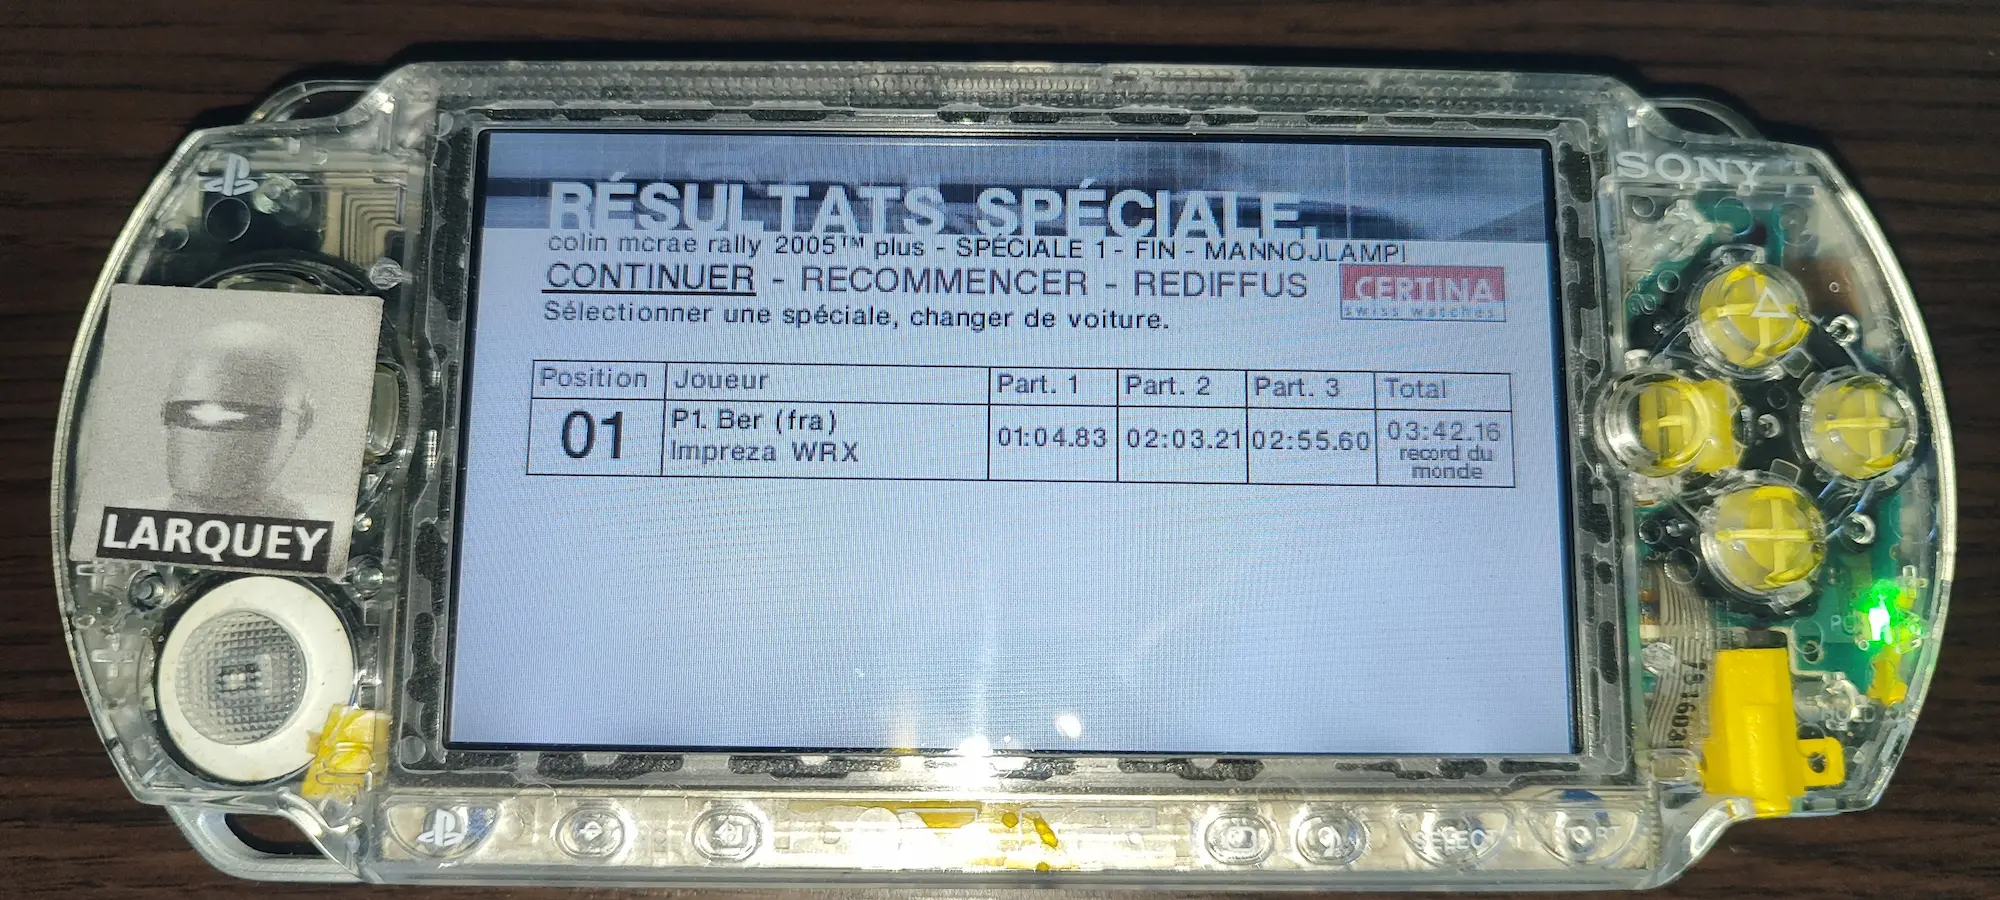 SONY
RÉSULTATS SPÉCIALE.
colin mcrae rally 2005™ plus - SPÉCIALE 1 - FIN - MANNOJLAMPI
CONTINUER - RECOMMENCER - REDIFFUS
CERTINA
swiss watches
Sélectionner une spéciale, changer de voiture.
Position Joueur Part. 1 Part. 2 Part. 3 Total
01 P1. Ber (fra) 01:04.83 02:03.21 02:55.60 03:42.16
Impreza WRX record du
monde
LARQUEY
SELECT